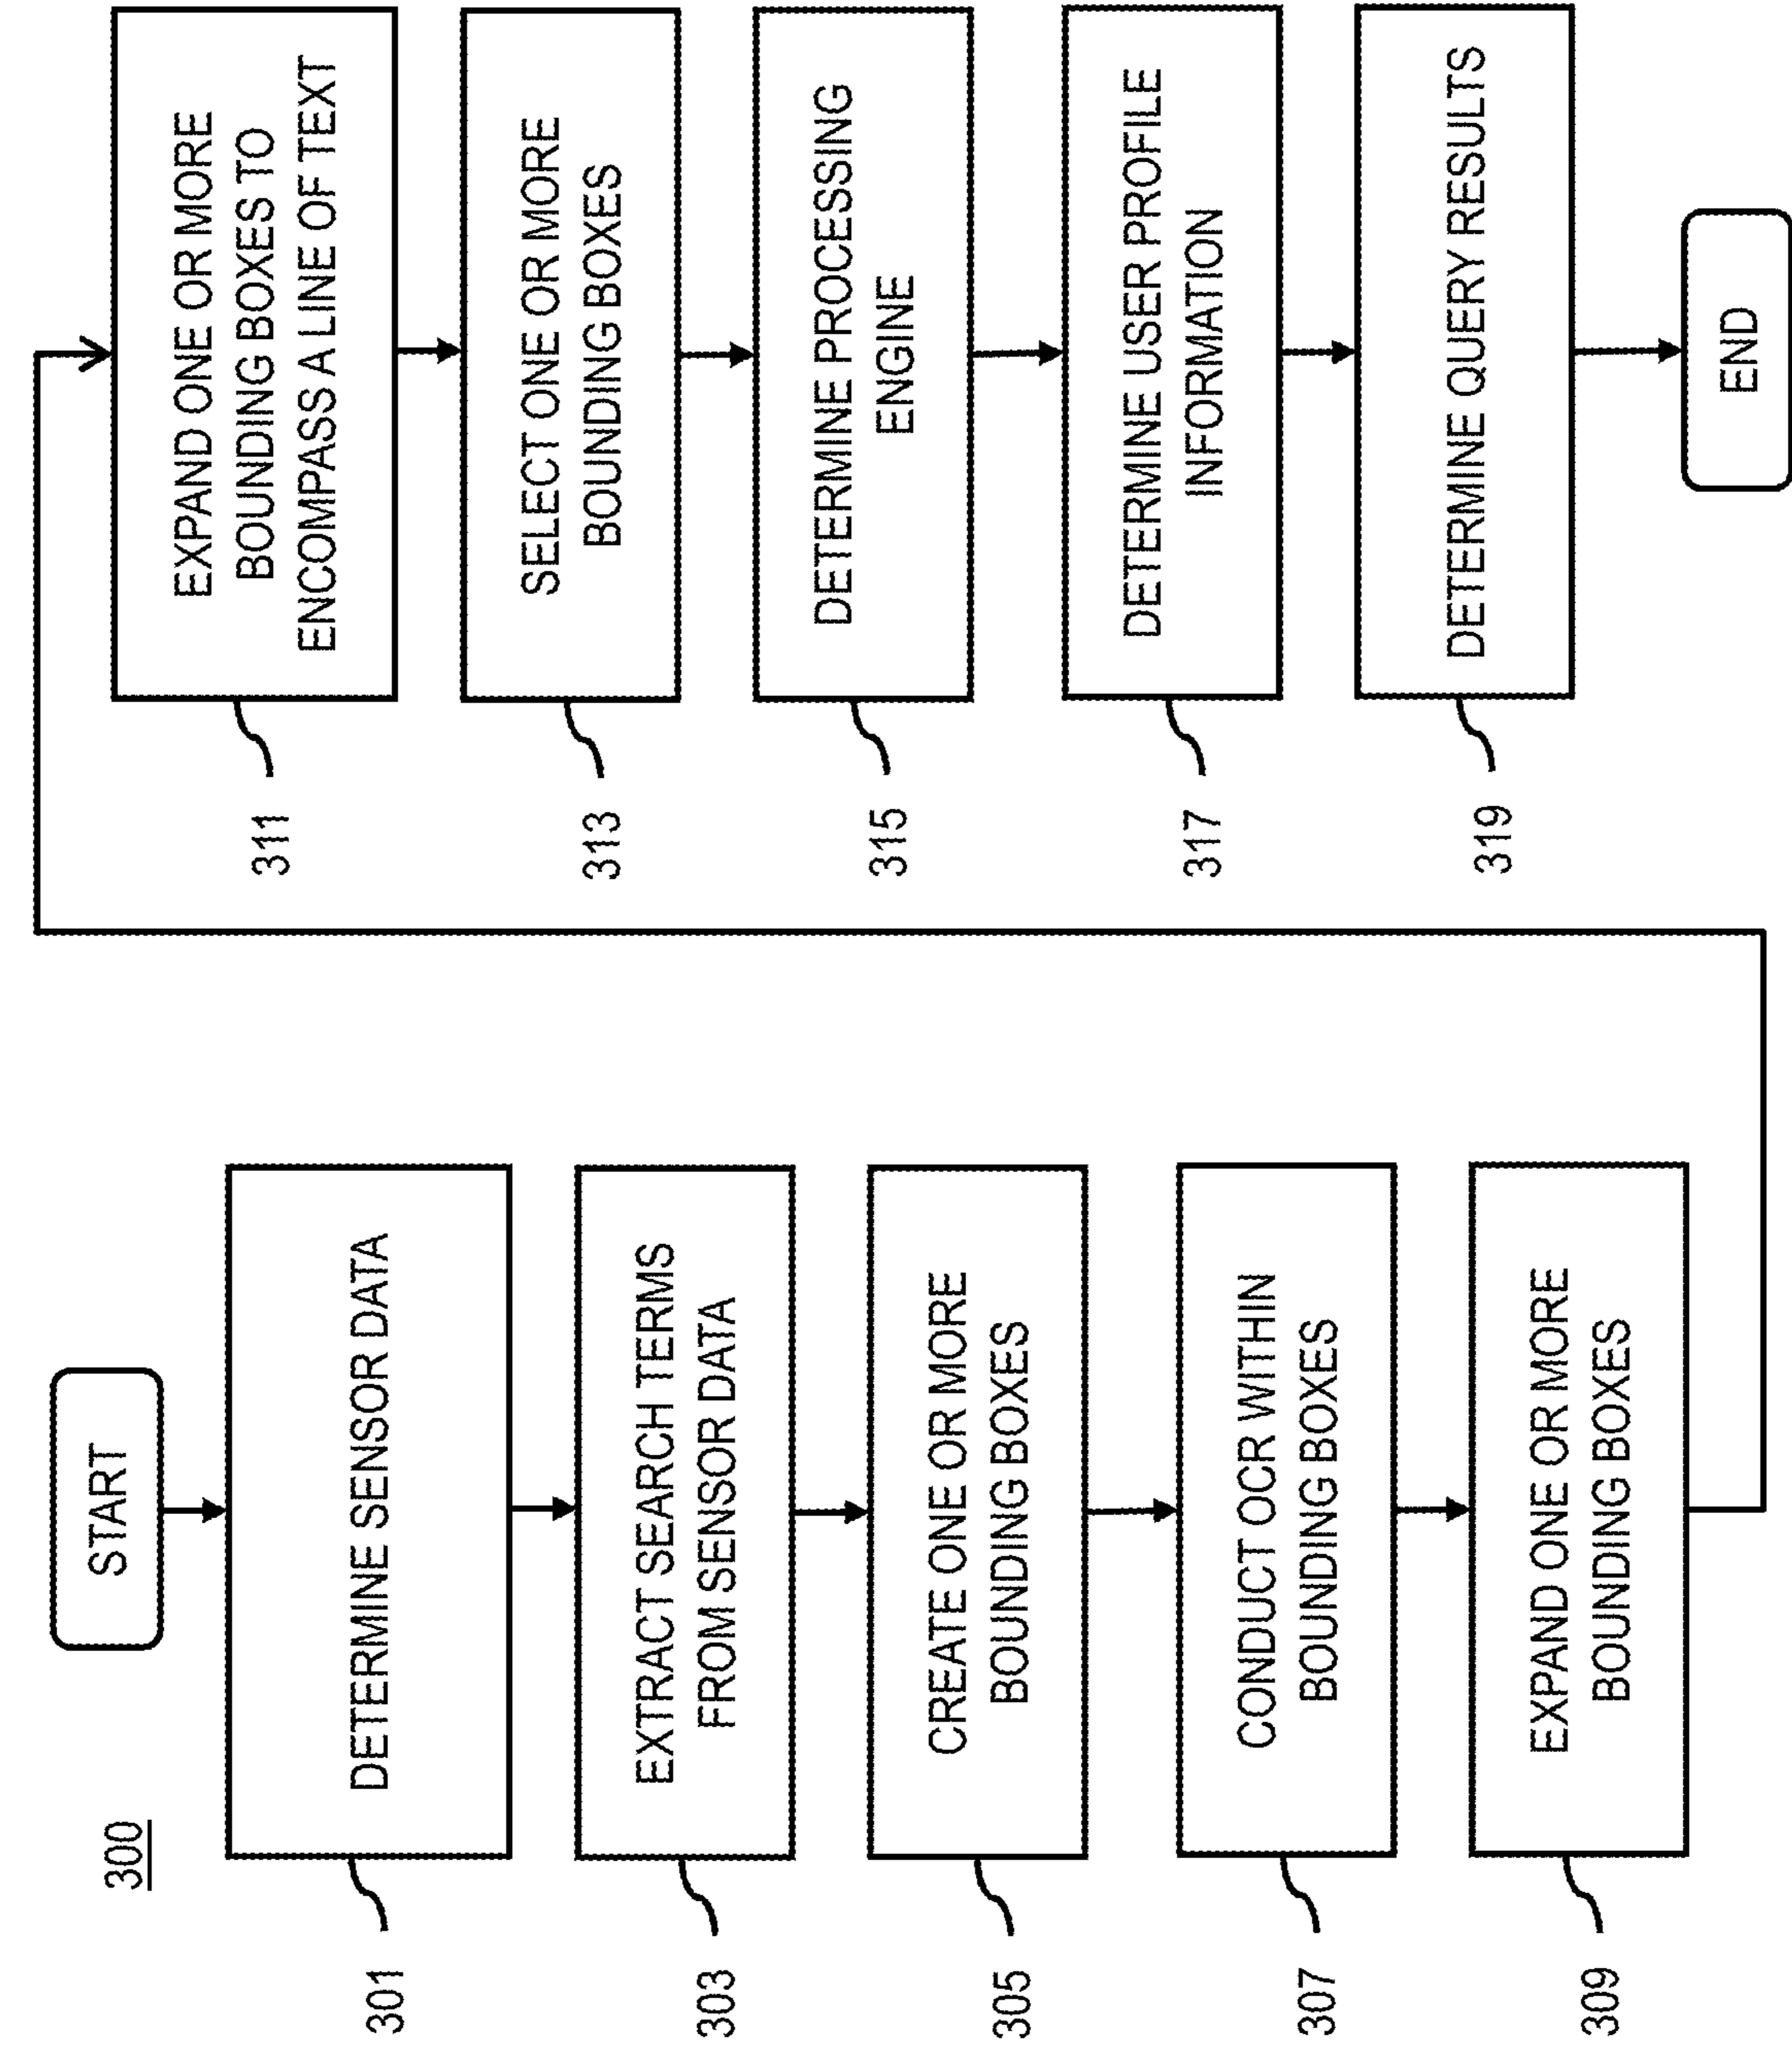 300
START
DETERMINE SENSOR DATA
301
EXTRACT SEARCH TERMS
FROM SENSOR DATA
303
CREATE ONE OR MORE
BOUNDING BOXES
305
CONDUCT OCR WITHIN
BOUNDING BOXES
307
EXPAND ONE OR MORE
BOUNDING BOXES
309
EXPAND ONE OR MORE
BOUNDING BOXES TO
ENCOMPASS A LINE OF TEXT
311
SELECT ONE OR MORE
BOUNDING BOXES
313
DETERMINE PROCESSING
ENGINE
315
DETERMINE USER PROFILE
INFORMATION
317
DETERMINE QUERY RESULTS
319
END